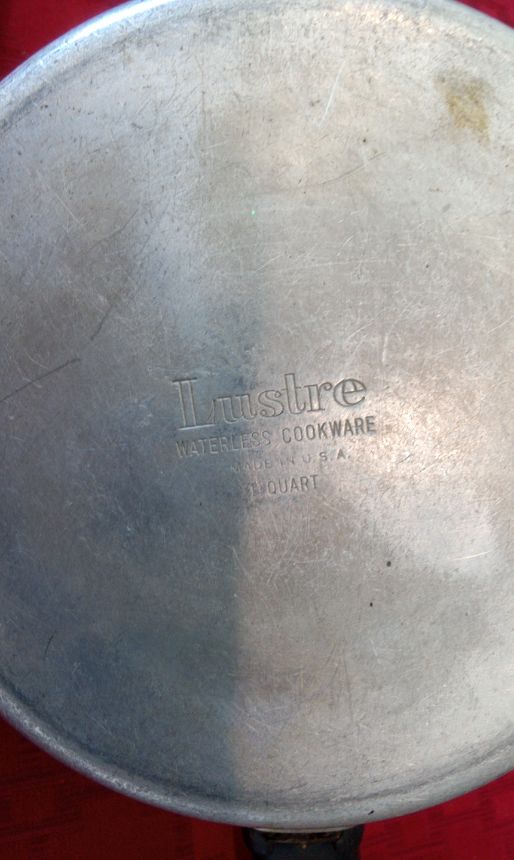 Lustre
WATERLESS COOKWARE
MADE IN U.S.A.
QUART